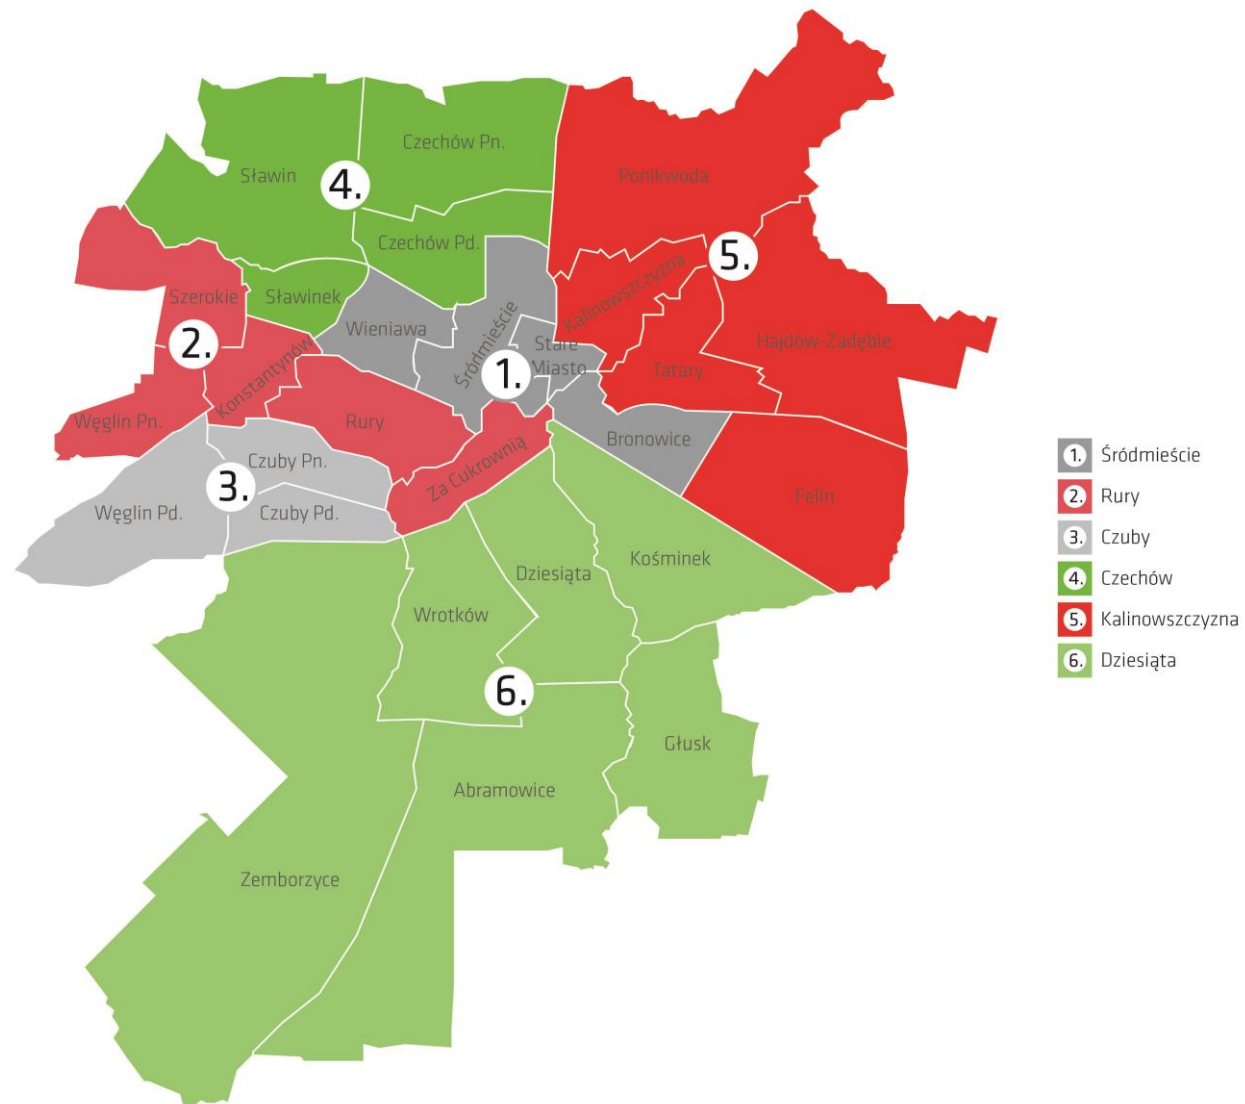 Czechów Pn.
Sławin
4.
Ponikwoda
Czechów Pd.
5.
Kalinowszczyzna
Szerokie
Sławinek
Wieniawa
Śródmieście
Stare
Miasto
Hajdów-Zadębie
2.
Konstantynów
1.
Tatary
Węglin Pn.
Rury
Za Cukrownią
Bronowice
Czuby Pn.
3.
Węglin Pd.
Czuby Pd.
Felin
Kośminek
Dziesiąta
Wrotków
6.
Głusk
Abramowice
Zemborzyce
1. Śródmieście
2. Rury
3. Czuby
4. Czechów
5. Kalinowszczyzna
6. Dziesiąta